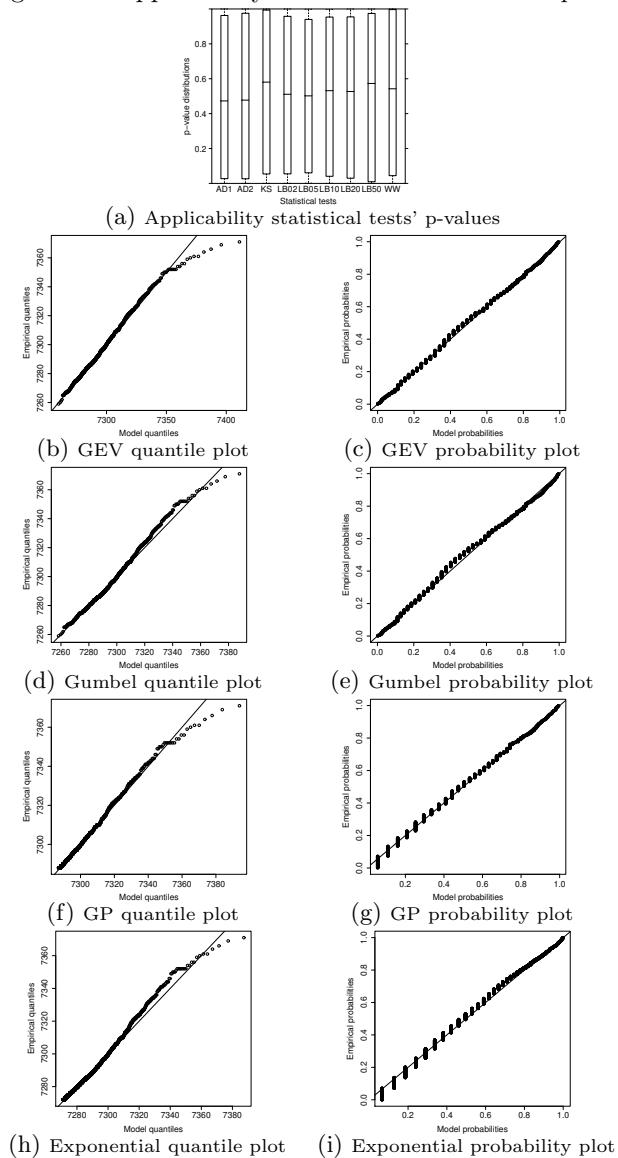 0.2 0.4 0.6 0.8
p-value distributions
AD1 AD2 KS LB02 LB05 LB10 LB20 LB50 WW
Statistical tests
(a) Applicability statistical tests' p-values
7260 7280 7300 7320 7340 7360
Empirical quantiles
7300 7350 7400
Model quantiles
0.0 0.2 0.4 0.6 0.8 1.0
Empirical probabilities
0.0 0.2 0.4 0.6 0.8 1.0
Model probabilities
(b) GEV quantile plot
(c) GEV probability plot
7260 7280 7300 7320 7340 7360
Empirical quantiles
7260 7280 7300 7320 7340 7360 7380
Model quantiles
0.0 0.2 0.4 0.6 0.8 1.0
Empirical probabilities
0.0 0.2 0.4 0.6 0.8 1.0
Model probabilities
(d) Gumbel quantile plot
(e) Gumbel probability plot
7300 7320 7340 7360
Empirical quantiles
7300 7320 7340 7360 7380
Model quantiles
0.0 0.2 0.4 0.6 0.8 1.0
Empirical probabilities
0.2 0.4 0.6 0.8 1.0
Model probabilities
(f) GP quantile plot
(g) GP probability plot
7280 7300 7320 7340 7360
Empirical quantiles
7280 7300 7320 7340 7360 7380
Model quantiles
0.0 0.2 0.4 0.6 0.8 1.0
Empirical probabilities
0.2 0.4 0.6 0.8 1.0
Model probabilities
(h) Exponential quantile plot
(i) Exponential probability plot